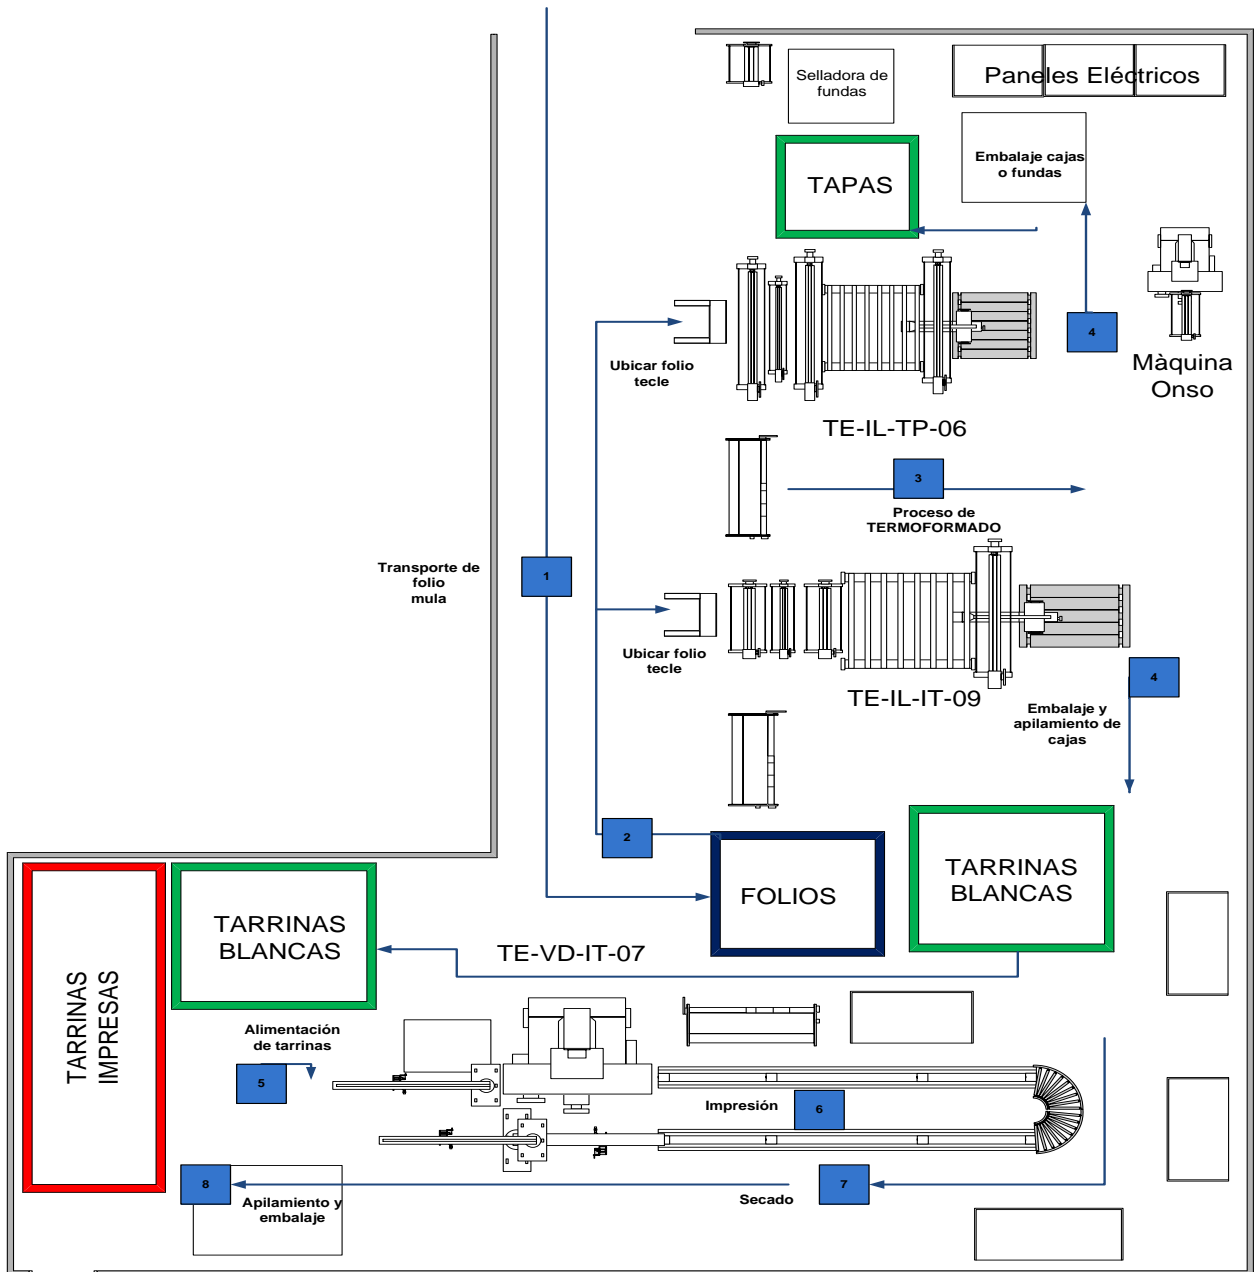 Selladora de
fundas
Paneles Eléctricos
Embalaje cajas
o fundas
TAPAS
4
Màquina
Onso
Ubicar folio
tecle
TE-IL-TP-06
3
Proceso de
TERMOFORMADO
Transporte de
folio
mula
1
Ubicar folio
tecle
TE-IL-IT-09
4
Embalaje y
apilamiento de
cajas
2
FOLIOS
TARRINAS
BLANCAS
TARRINAS
IMPRESAS
TARRINAS
BLANCAS
TE-VD-IT-07
Alimentación
de tarrinas
5
Impresión
6
8
Apilamiento y
embalaje
Secado
7